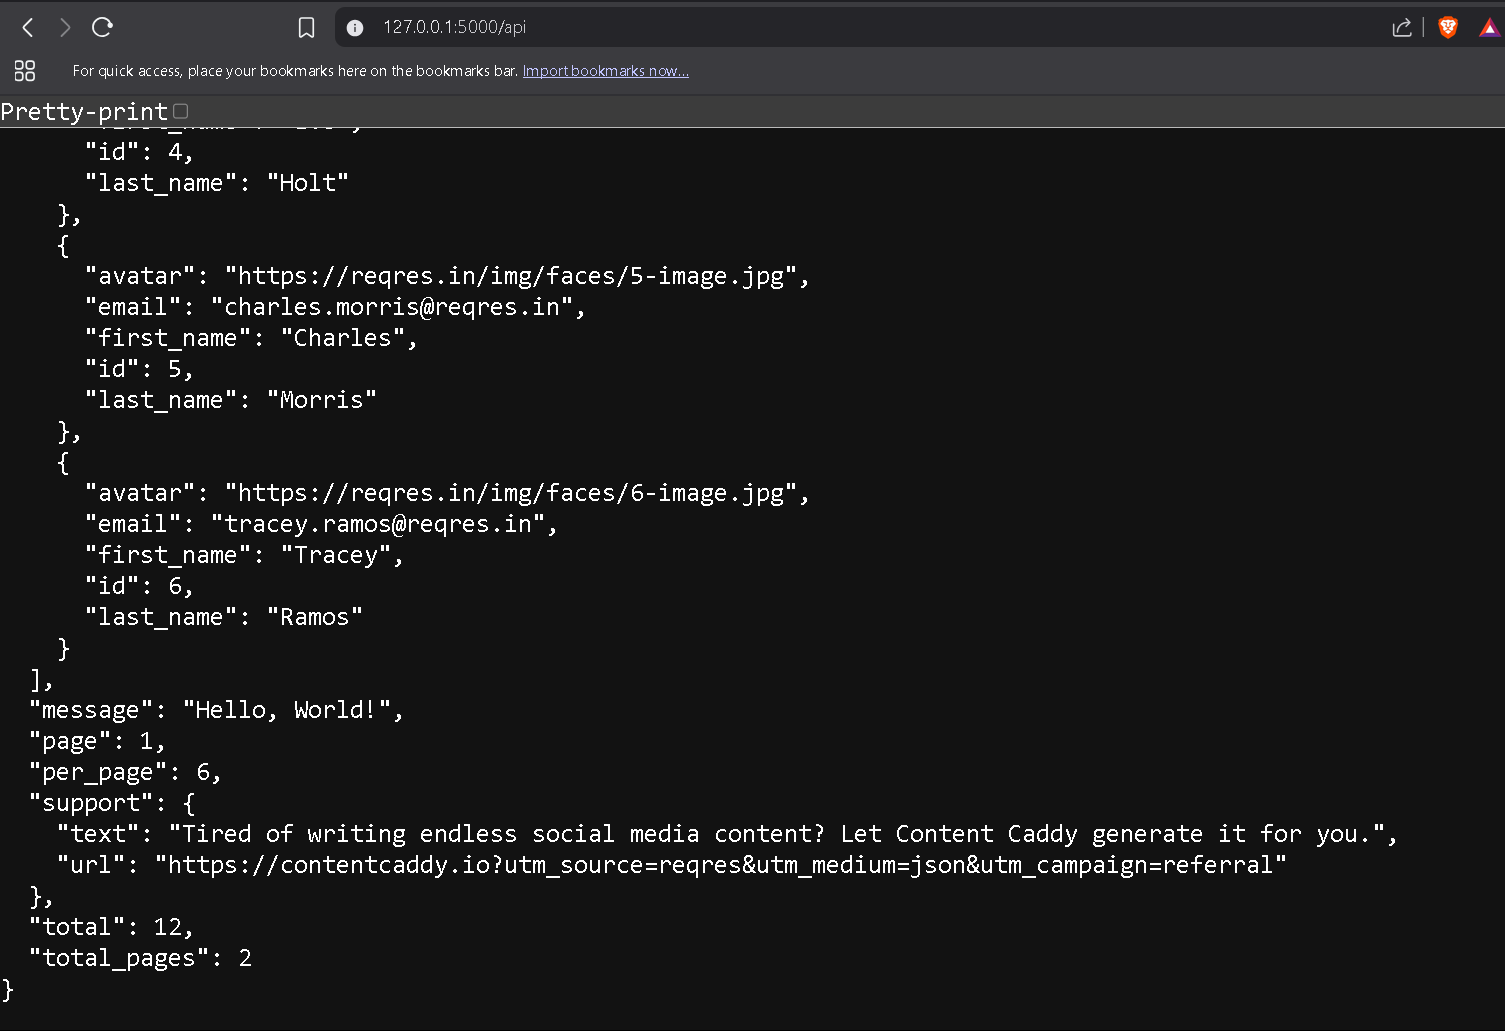 127.0.0.1:5000/api
For quick access, place your bookmarks here on the bookmarks bar. Import bookmarks now...
Pretty-print
"id": 4,
"last_name": "Holt"
},
{
"avatar": "https://reqres.in/img/faces/5-image.jpg",
"email": "charles.morris@reqres.in",
"first_name": "Charles",
"id": 5,
"last_name": "Morris"
},
{
"avatar": "https://reqres.in/img/faces/6-image.jpg",
"email": "tracey.ramos@reqres.in",
"first_name": "Tracey",
"id": 6,
"last_name": "Ramos"
}
],
"message": "Hello, World!",
"page": 1,
"per_page": 6,
"support": {
"text": "Tired of writing endless social media content? Let Content Caddy generate it for you.",
"url": "https://contentcaddy.io?utm_source=reqres&utm_medium=json&utm_campaign=referral"
},
"total": 12,
"total_pages": 2
}